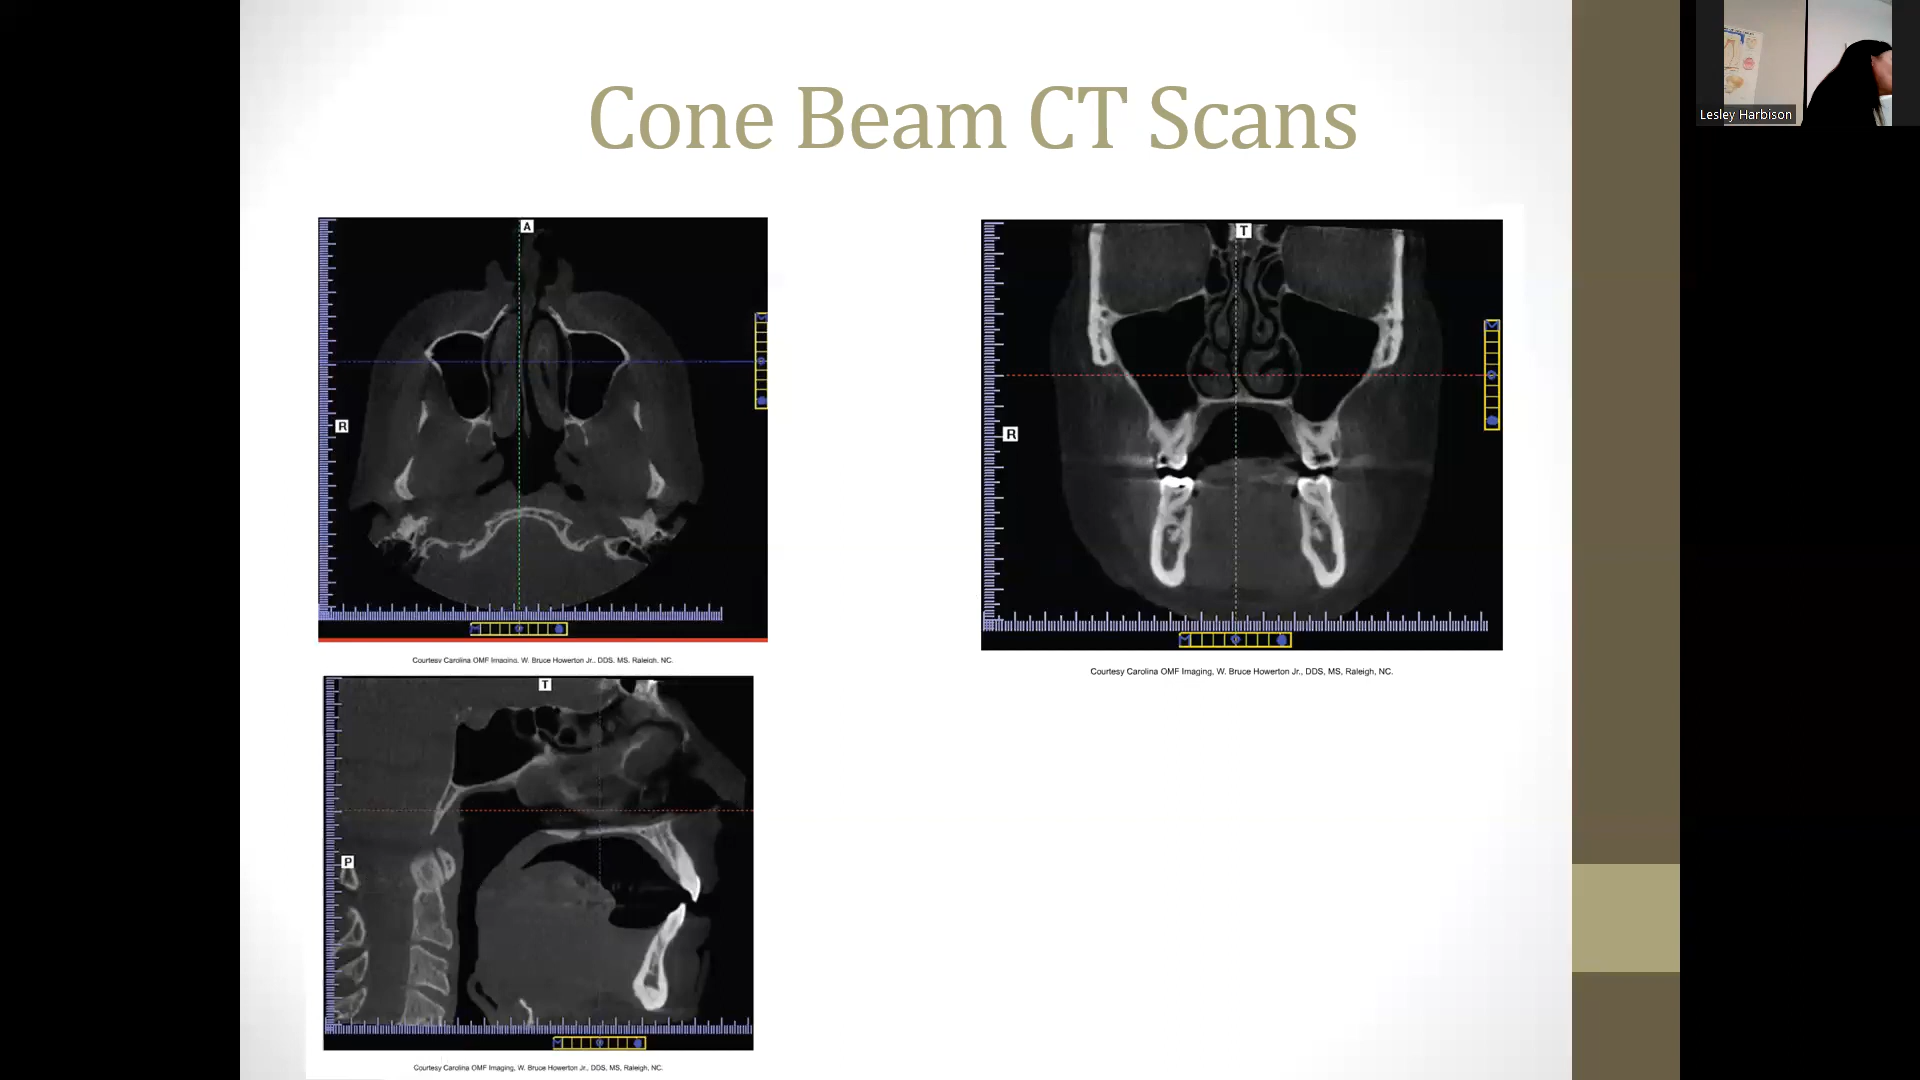 Cone Beam CT Scans
Lesley Harbison
A
R
Courtesy Carolina OMF Imaging, W. Bruce Howerton Jr., DDS, MS, Raleigh, NC.
T
R
Courtesy Carolina OMF Imaging, W. Bruce Howerton Jr., DDS, MS, Raleigh, NC.
T
P
Courtesy Carolina OMF Imaging, W. Bruce Howerton Jr., DDS, MS, Raleigh, NC.